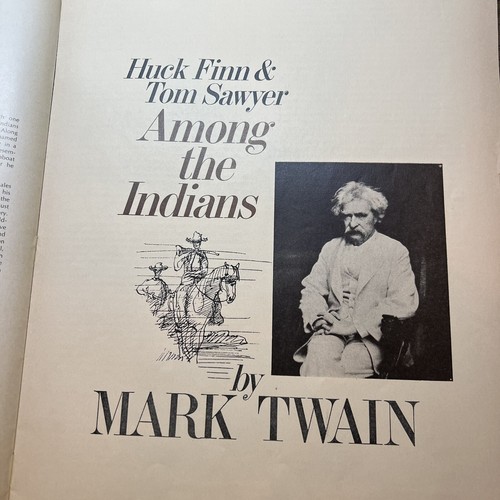 Huck Finn &
Tom Sawyer
Among
the
Indians
by
MARK TWAIN